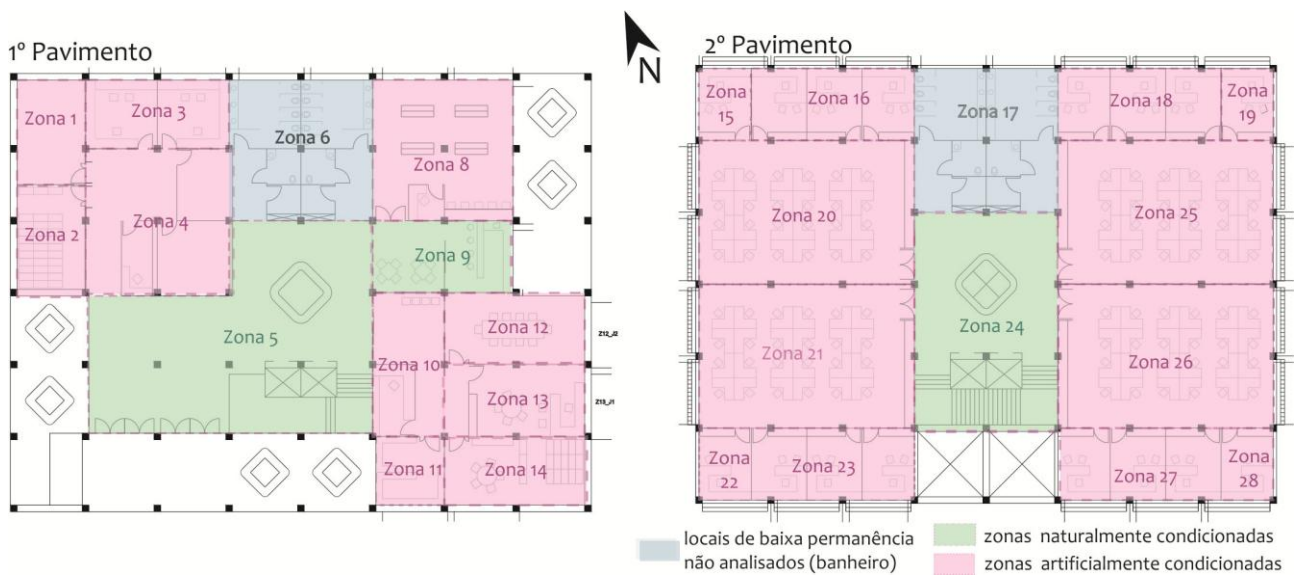 1º Pavimento
Zona 1
Zona 3
Zona 6
Zona 8
Zona 2
Zona 4
Zona 9
Zona 5
Zona 12
Z12_J2
Zona 10
Zona 13
Z13_J1
Zona 11
Zona 14
N
2º Pavimento
Zona
15
Zona 16
Zona 17
Zona 18
Zona
19
Zona 20
Zona 25
Zona 21
Zona 24
Zona 26
Zona
22
Zona 23
Zona 27
Zona
28
locais de baixa permanência
não analisados (banheiro)
zonas naturalmente condicionadas
zonas artificialmente condicionadas